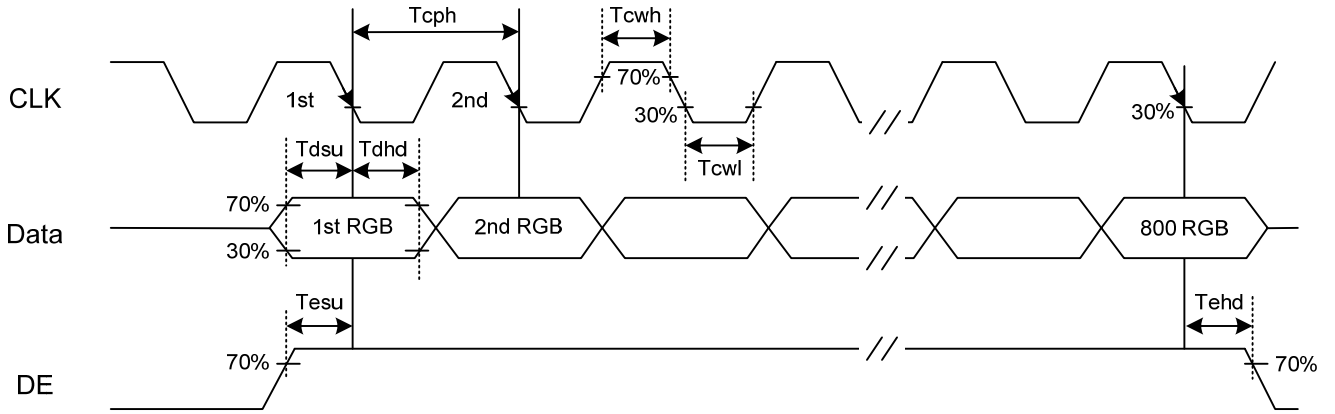 Tcph
Tcwh
CLK
1st
2nd
70%
30%
30%
Tdsu
Tdhd
Tcwl
Data
70%
30%
1st RGB
2nd RGB
800 RGB
Tesu
Tehd
DE
70%
70%